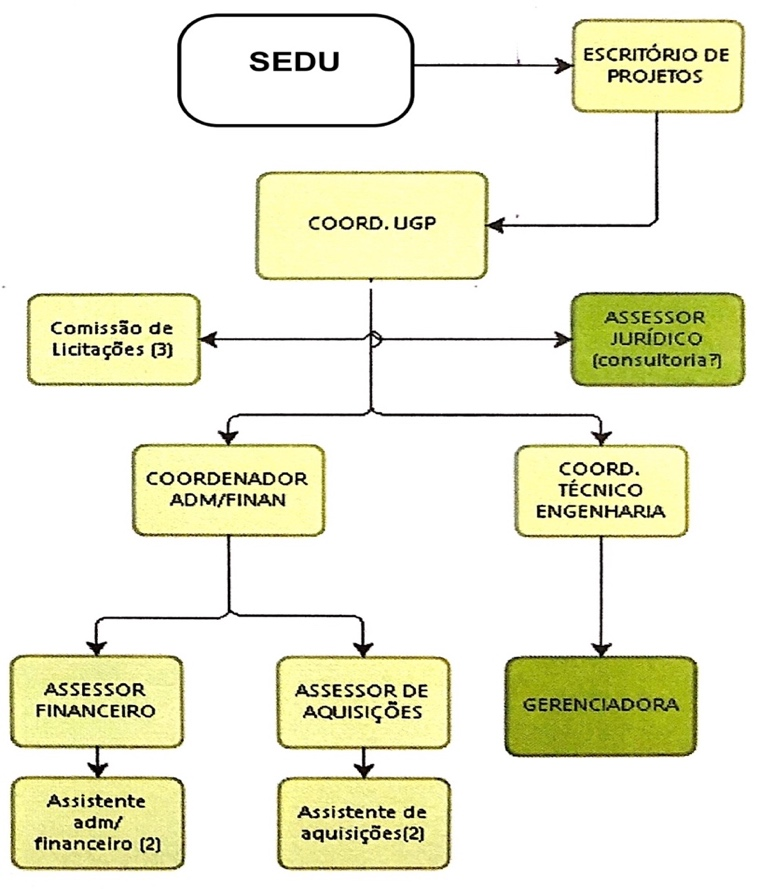 SEDU
ESCRITÓRIO DE
PROJETOS
COORD. UGP
Comissão de
Licitações (3)
ASSESSOR
JURÍDICO
(consultoria?)
COORDENADOR
ADM/FINAN
COORD.
TÉCNICO
ENGENHARIA
ASSESSOR
FINANCEIRO
ASSESSOR DE
AQUISIÇÕES
GERENCIADORA
Assistente
adm/
financeiro (2)
Assistente de
aquisições(2)